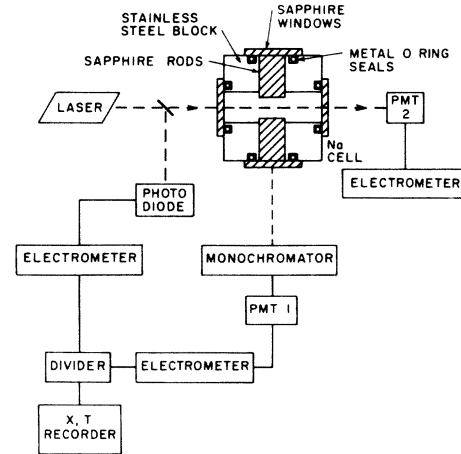 SAPPHIRE
WINDOWS
STAINLESS
STEEL BLOCK
SAPPHIRE RODS
METAL O RING
SEALS
LASER
PMT
2
Na
CELL
ELECTROMETER
PHOTO
DIODE
ELECTROMETER
MONOCHROMATOR
PMT 1
DIVIDER
ELECTROMETER
X, T
RECORDER